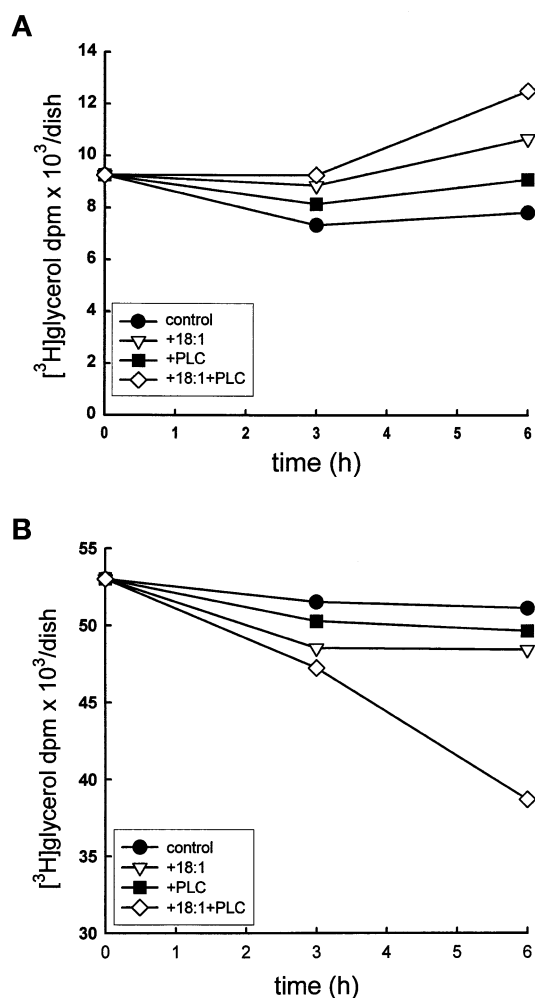 A
[³H]glycerol dpm x 10³/dish
14
12
10
8
6
4
2
0
control
+18:1
+PLC
+18:1+PLC
0 1 2 3 4 5 6
time (h)
B
[³H]glycerol dpm x 10³/dish
55
50
45
40
35
30
control
+18:1
+PLC
+18:1+PLC
0 1 2 3 4 5 6
time (h)